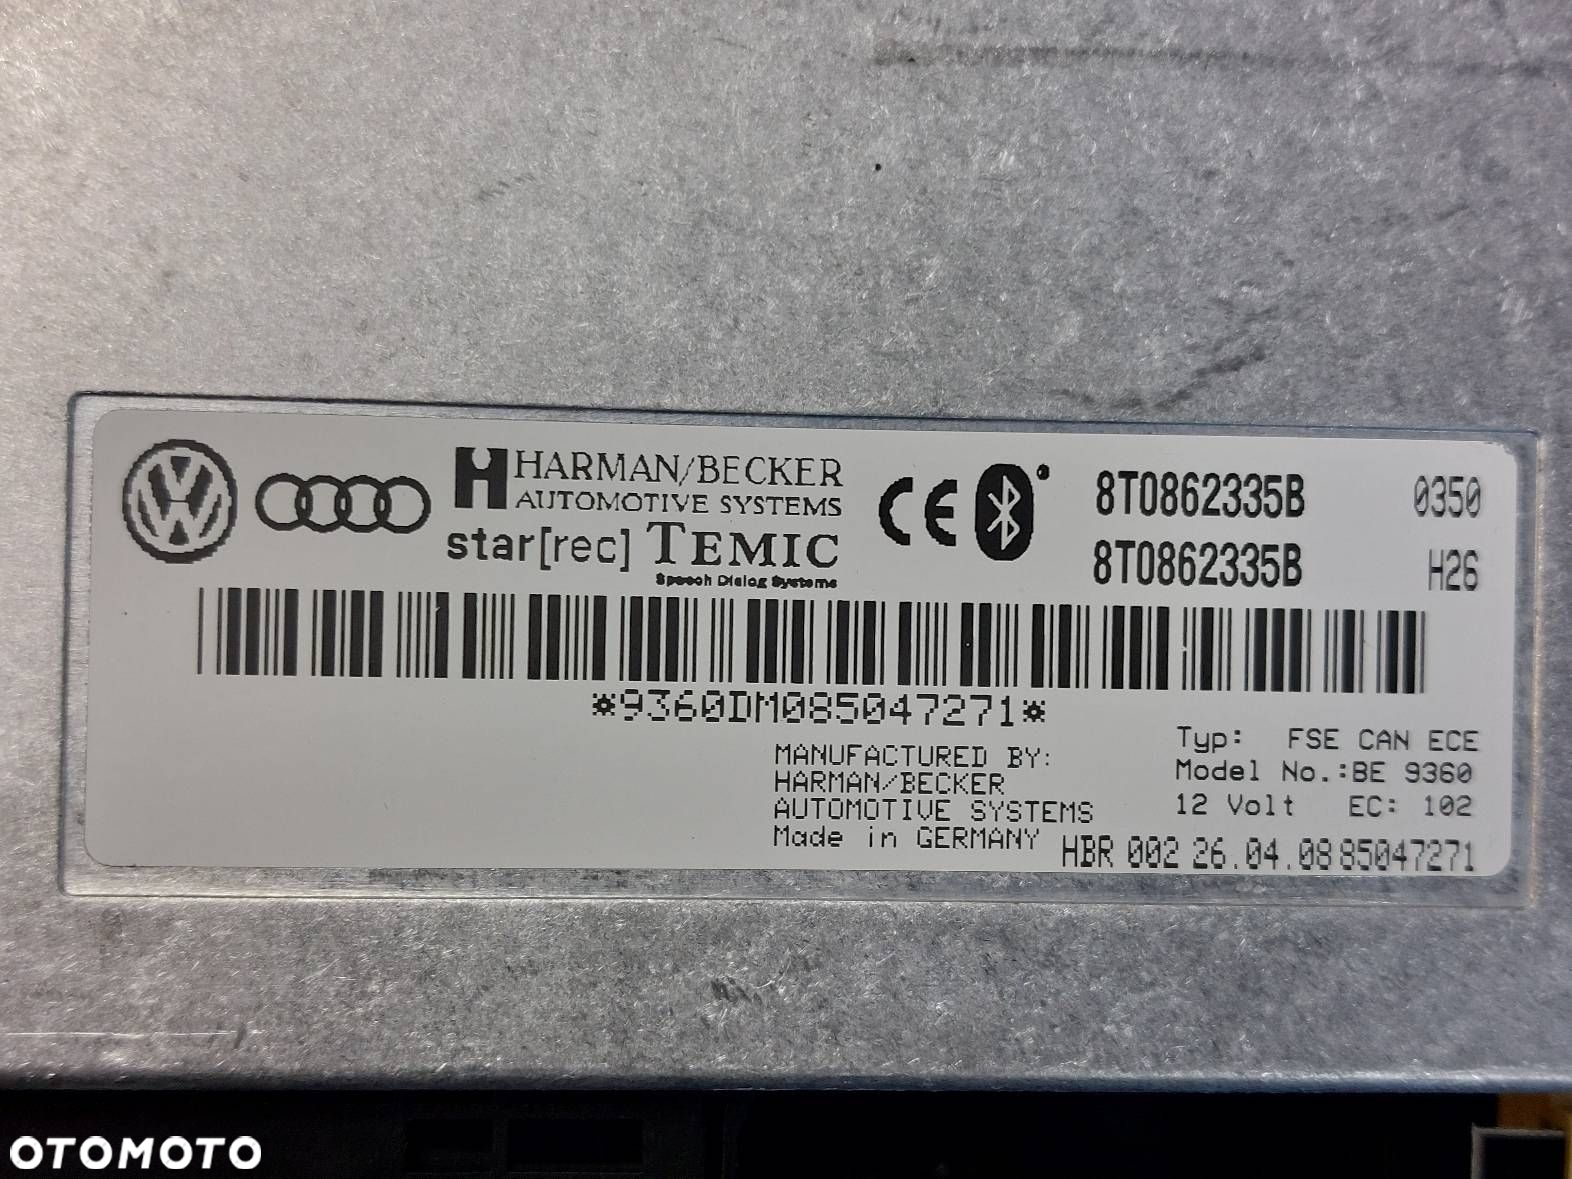 HARMAN/BECKER
AUTOMOTIVE SYSTEMS
star[rec] TEMIC
Speech Dialog Systems
CE
8T0862335B 0350
8T0862335B H26
*9360DM085047271*
MANUFACTURED BY:
HARMAN/BECKER
AUTOMOTIVE SYSTEMS
Made in GERMANY
Typ: FSE CAN ECE
Model No.:BE 9360
12 Volt EC: 102
HBR 002 26.04.08 85047271
OTOMOTO